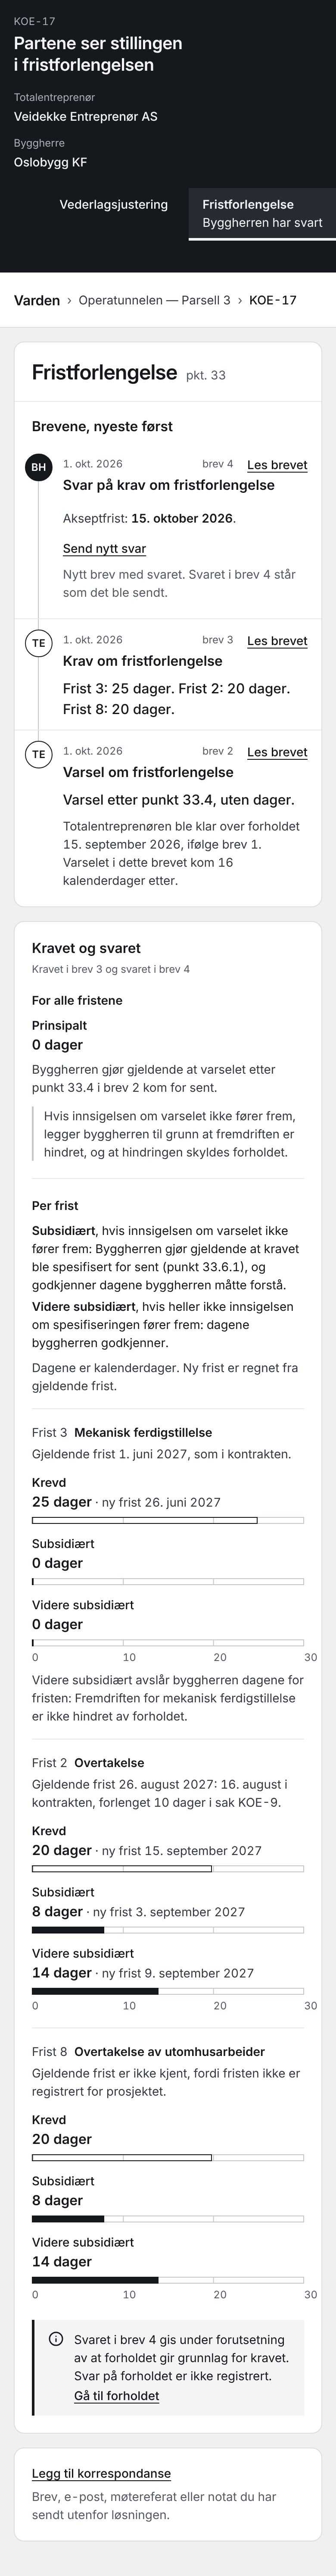 KOE-17
Partene ser stillingen
i fristforlengelsen
Totalentreprenør
Veidekke Entreprenør AS
Byggherre
Oslobygg KF
Vederlagsjustering
Fristforlengelse
Byggherren har svart
Varden › Operatunnelen — Parsell 3 › KOE-17
Fristforlengelse pkt. 33
Brevene, nyeste først
BH
1. okt. 2026 brev 4 Les brevet
Svar på krav om fristforlengelse
Akseptfrist: 15. oktober 2026.
Send nytt svar
Nytt brev med svaret. Svaret i brev 4 står
som det ble sendt.
TE
1. okt. 2026 brev 3 Les brevet
Krav om fristforlengelse
Frist 3: 25 dager. Frist 2: 20 dager.
Frist 8: 20 dager.
TE
1. okt. 2026 brev 2 Les brevet
Varsel om fristforlengelse
Varsel etter punkt 33.4, uten dager.
Totalentreprenøren ble klar over forholdet
15. september 2026, ifølge brev 1.
Varselet i dette brevet kom 16
kalenderdager etter.
Kravet og svaret
Kravet i brev 3 og svaret i brev 4
For alle fristene
Prinsipalt
0 dager
Byggherren gjør gjeldende at varselet etter
punkt 33.4 i brev 2 kom for sent.
Hvis innsigelsen om varselet ikke fører frem,
legger byggherren til grunn at fremdriften er
hindret, og at hindringen skyldes forholdet.
Per frist
Subsidiært, hvis innsigelsen om varselet ikke
fører frem: Byggherren gjør gjeldende at kravet
ble spesifisert for sent (punkt 33.6.1), og
godkjenner dagene byggherren måtte forstå.
Videre subsidiært, hvis heller ikke innsigelsen
om spesifiseringen fører frem: dagene
byggherren godkjenner.
Dagene er kalenderdager. Ny frist er regnet fra
gjeldende frist.
Frist 3 Mekanisk ferdigstillelse
Gjeldende frist 1. juni 2027, som i kontrakten.
Krevd
25 dager · ny frist 26. juni 2027
Subsidiært
0 dager
Videre subsidiært
0 dager
0 10 20 30
Videre subsidiært avslår byggherren dagene for
fristen: Fremdriften for mekanisk ferdigstillelse
er ikke hindret av forholdet.
Frist 2 Overtakelse
Gjeldende frist 26. august 2027: 16. august i
kontrakten, forlenget 10 dager i sak KOE-9.
Krevd
20 dager · ny frist 15. september 2027
Subsidiært
8 dager · ny frist 3. september 2027
Videre subsidiært
14 dager · ny frist 9. september 2027
0 10 20 30
Frist 8 Overtakelse av utomhusarbeider
Gjeldende frist er ikke kjent, fordi fristen ikke er
registrert for prosjektet.
Krevd
20 dager
Subsidiært
8 dager
Videre subsidiært
14 dager
0 10 20 30
Svaret i brev 4 gis under forutsetning
av at forholdet gir grunnlag for kravet.
Svar på forholdet er ikke registrert.
Gå til forholdet
Legg til korrespondanse
Brev, e-post, møtereferat eller notat du har
sendt utenfor løsningen.